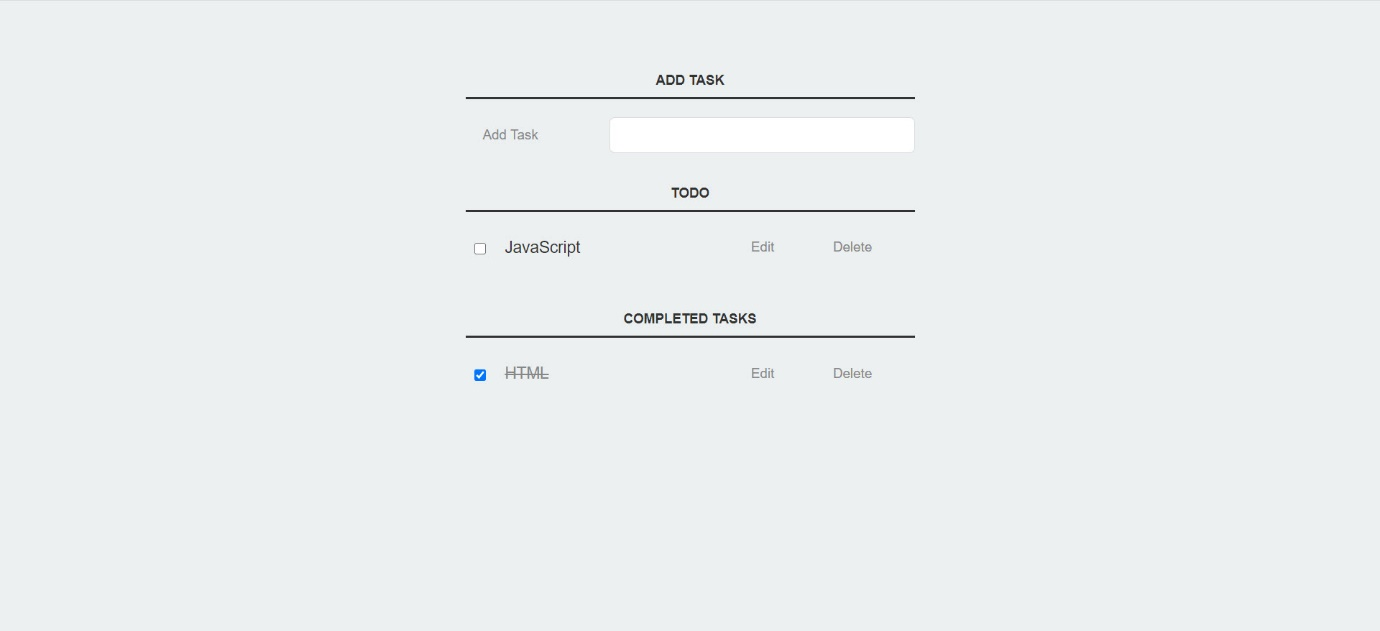 ADD TASK
Add Task
TODO
JavaScript Edit Delete
COMPLETED TASKS
HTML Edit Delete